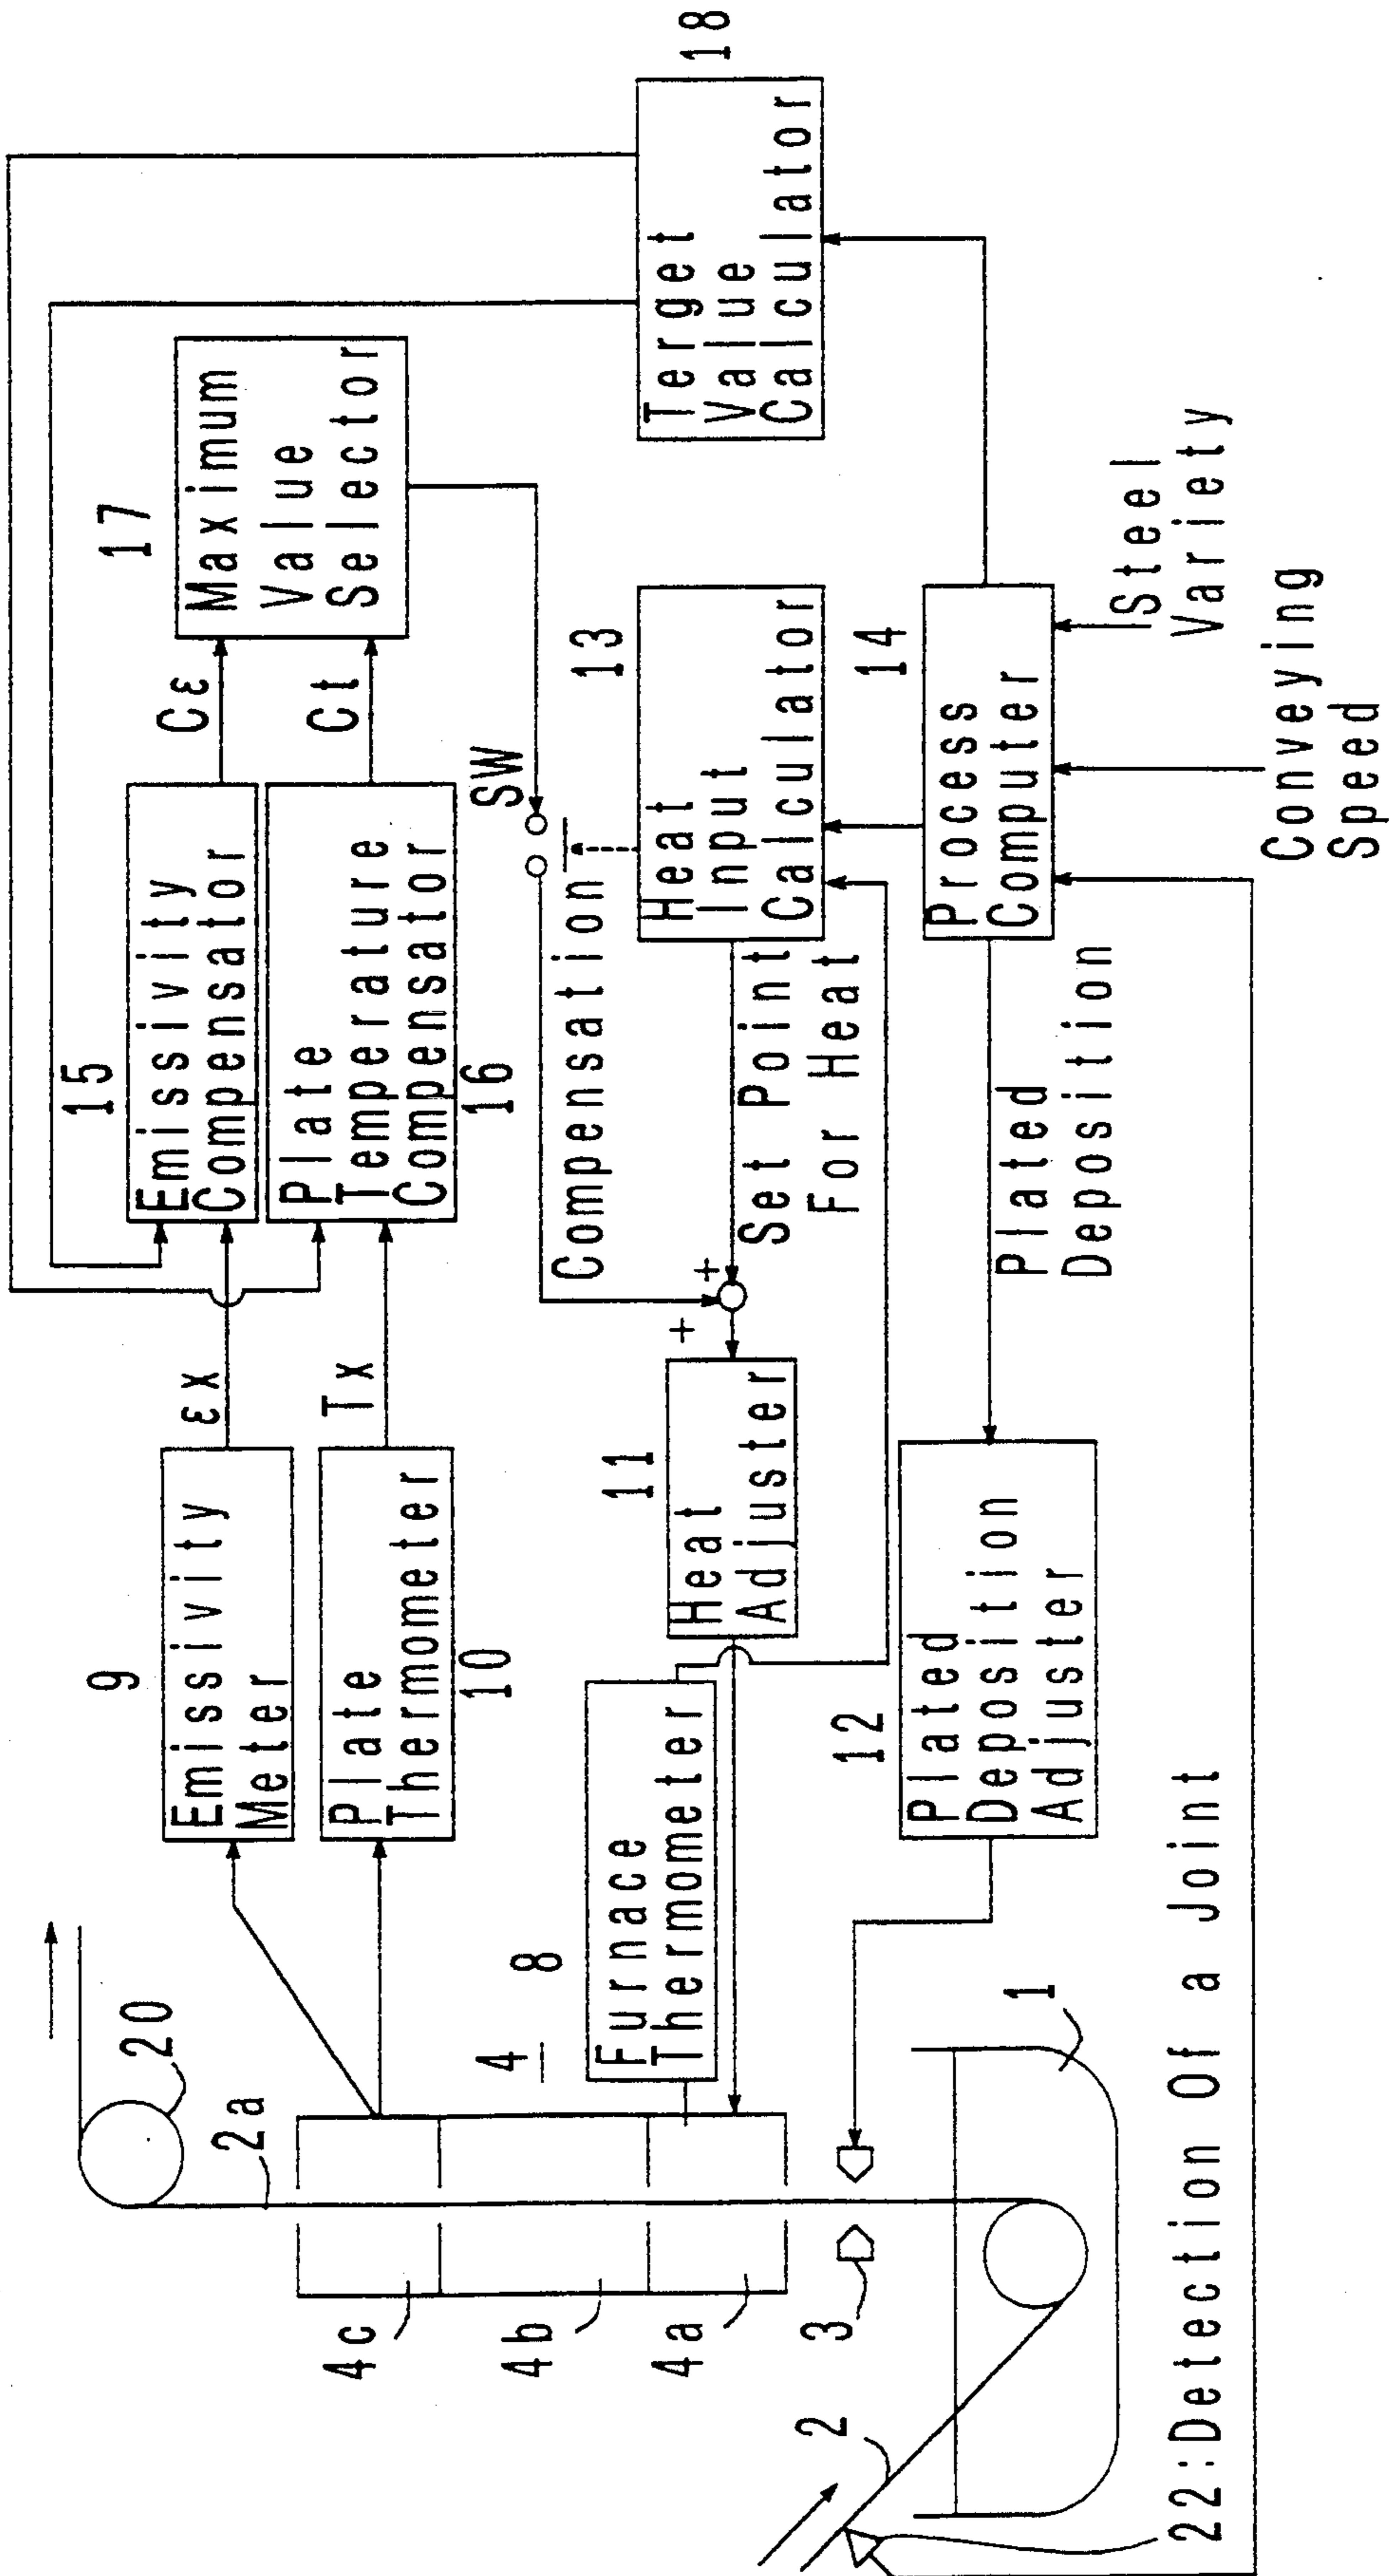 20
2a
4c
4b
4a
4
8
Furnace
Thermometer
3
2
1
22:Detection Of a Joint
9
Emissivity
Meter
Plate
Thermometer
10
εx
Tx
11
Heat
Adjuster
12
Plated
Deposition
Adjuster
+
+
15
Emissivity
Compensator
Plate
Temperature
Compensator
16
Compensation
Set Point
For Heat
Plated
Deposition
Cε
Ct
SW
17
Maximum
Value
Selector
13
Heat
Input
Calculator
14
Process
Computer
Steel
Variety
Conveying
Speed
18
Terget
Value
Calculator